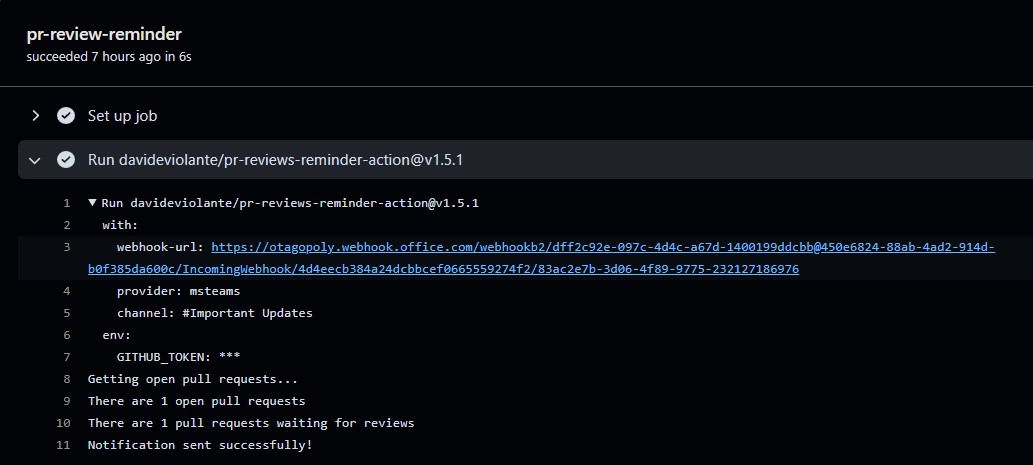 pr-review-reminder
succeeded 7 hours ago in 6s
Set up job
Run davideviolante/pr-reviews-reminder-action@v1.5.1
1 Run davideviolante/pr-reviews-reminder-action@v1.5.1
2 with:
3 webhook-url: https://otagopoly.webhook.office.com/webhookb2/dff2c92e-097c-4d4c-a67d-1400199ddcbb@450e6824-88ab-4ad2-914d-
b0f385da600c/IncomingWebhook/4d4eecb384a24dcbbcef0665559274f2/83ac2e7b-3d06-4f89-9775-232127186976
4 provider: msteams
5 channel: #Important Updates
6 env:
7 GITHUB_TOKEN: ***
8 Getting open pull requests...
9 There are 1 open pull requests
10 There are 1 pull requests waiting for reviews
11 Notification sent successfully!